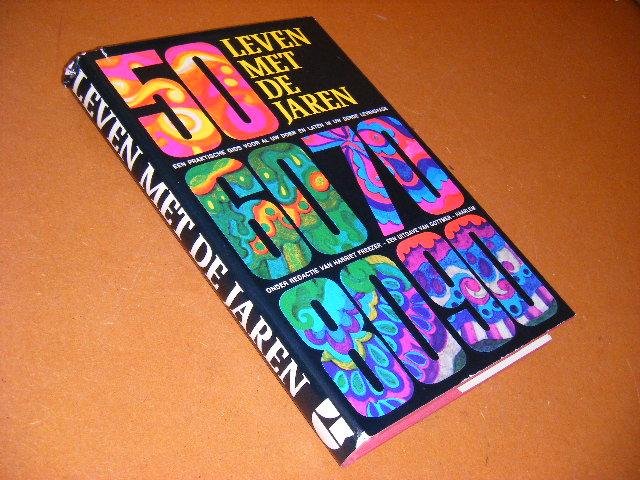 50
LEVEN
MET
DE
JAREN
EEN PRAKTISCHE GIDS VOOR AL UW DOEN EN LATEN IN UW DERDE LEVENSFASE
60 70
ONDER REDACTIE VAN HARRIET FREEZER - EEN UITGAVE VAN GOTTMER - HAARLEM
80 90
LEVEN MET DE JAREN